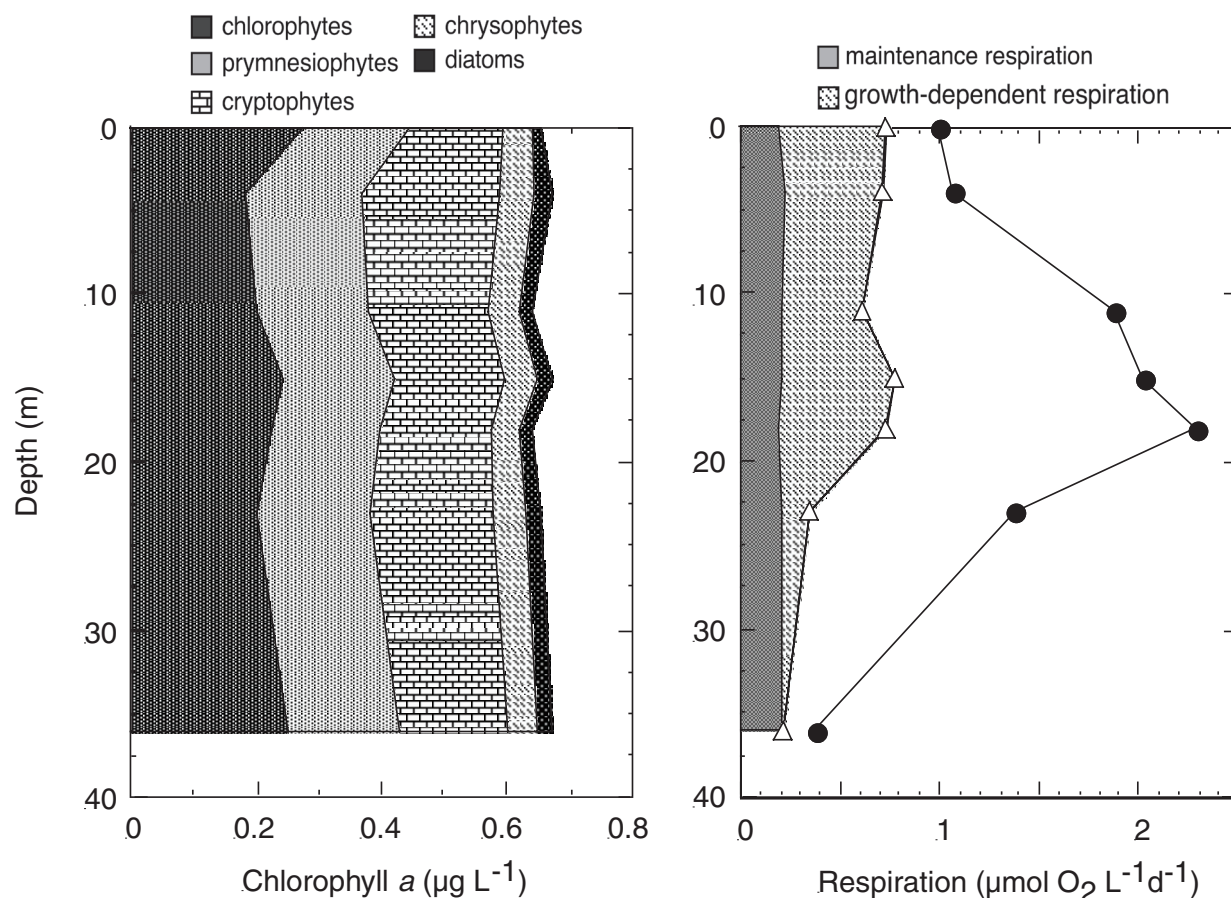 chlorophytes
chrysophytes
prymnesiophytes
diatoms
cryptophytes
0
10
20
30
40
Depth (m)
0 0.2 0.4 0.6 0.8
Chlorophyll a (µg L-1)
maintenance respiration
growth-dependent respiration
0
10
20
30
40
0 1 2
Respiration (µmol O2 L-1d-1)